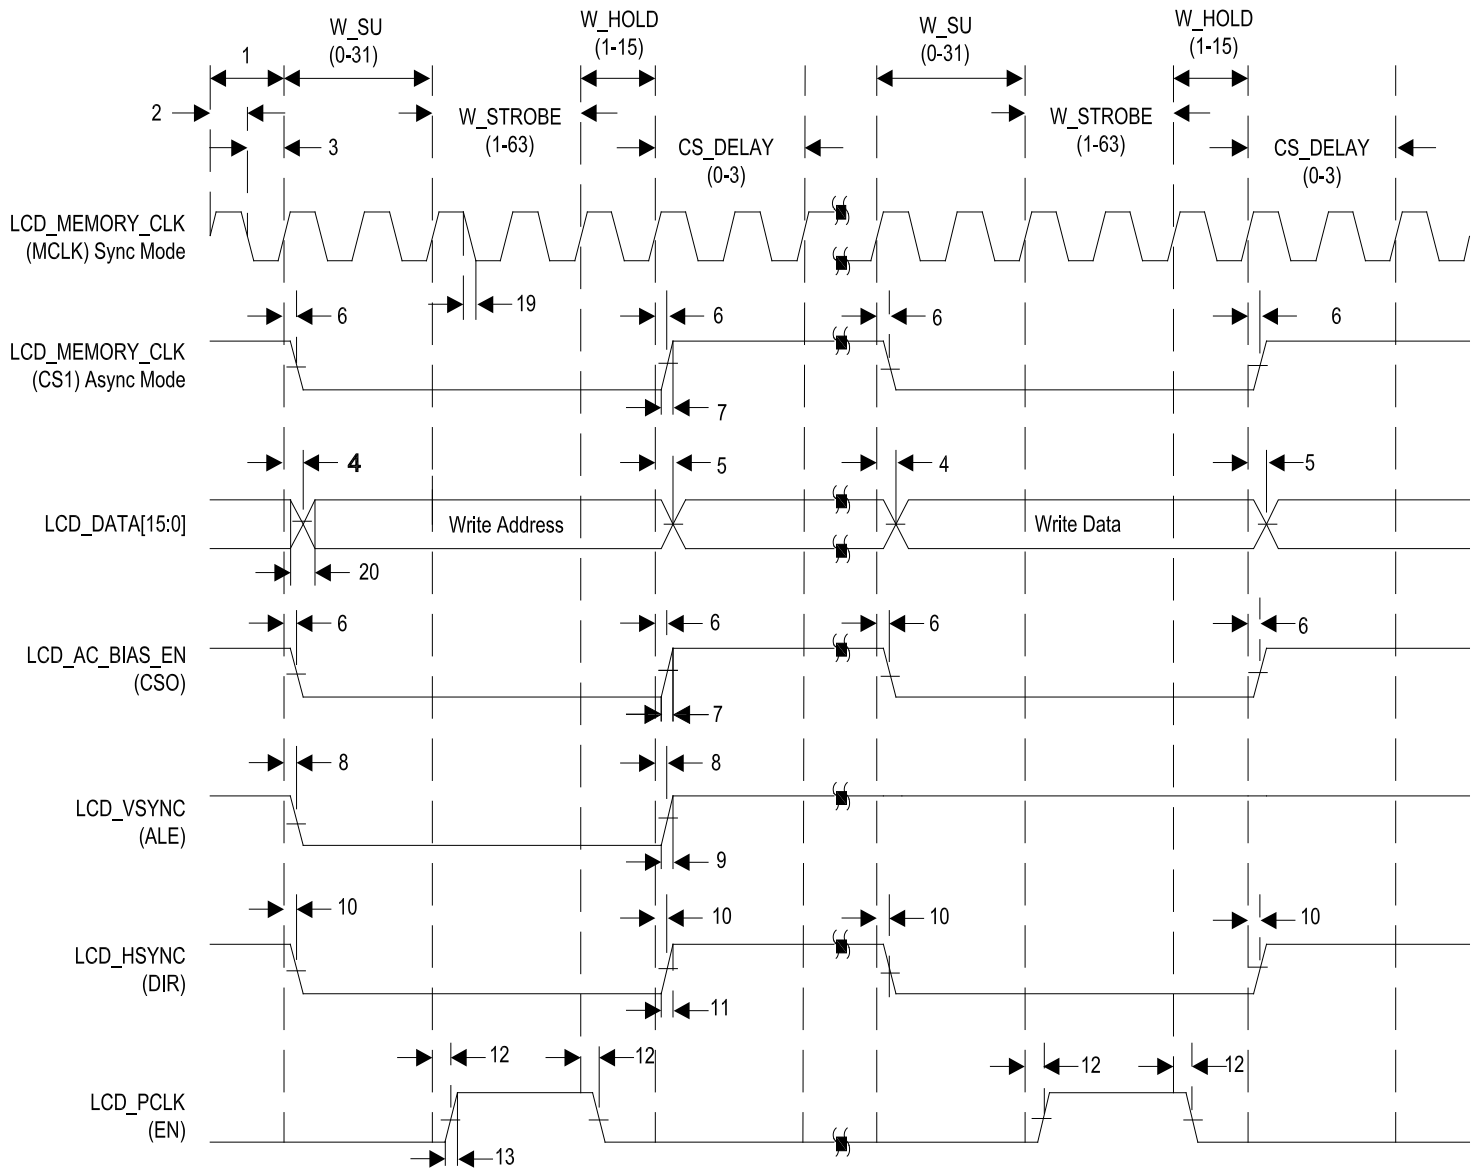 W_SU
(0-31)
W_HOLD
(1-15)
W_SU
(0-31)
W_HOLD
(1-15)
1
2
W_STROBE
(1-63)
W_STROBE
(1-63)
3
CS_DELAY
(0-3)
CS_DELAY
(0-3)
LCD_MEMORY_CLK
(MCLK) Sync Mode
19
6
6
6
6
LCD_MEMORY_CLK
(CS1) Async Mode
7
4
5
4
5
LCD_DATA[15:0]
Write Address
Write Data
20
6
6
6
6
LCD_AC_BIAS_EN
(CSO)
7
8
8
LCD_VSYNC
(ALE)
9
10
10
10
10
LCD_HSYNC
(DIR)
11
12
12
12
12
LCD_PCLK
(EN)
13